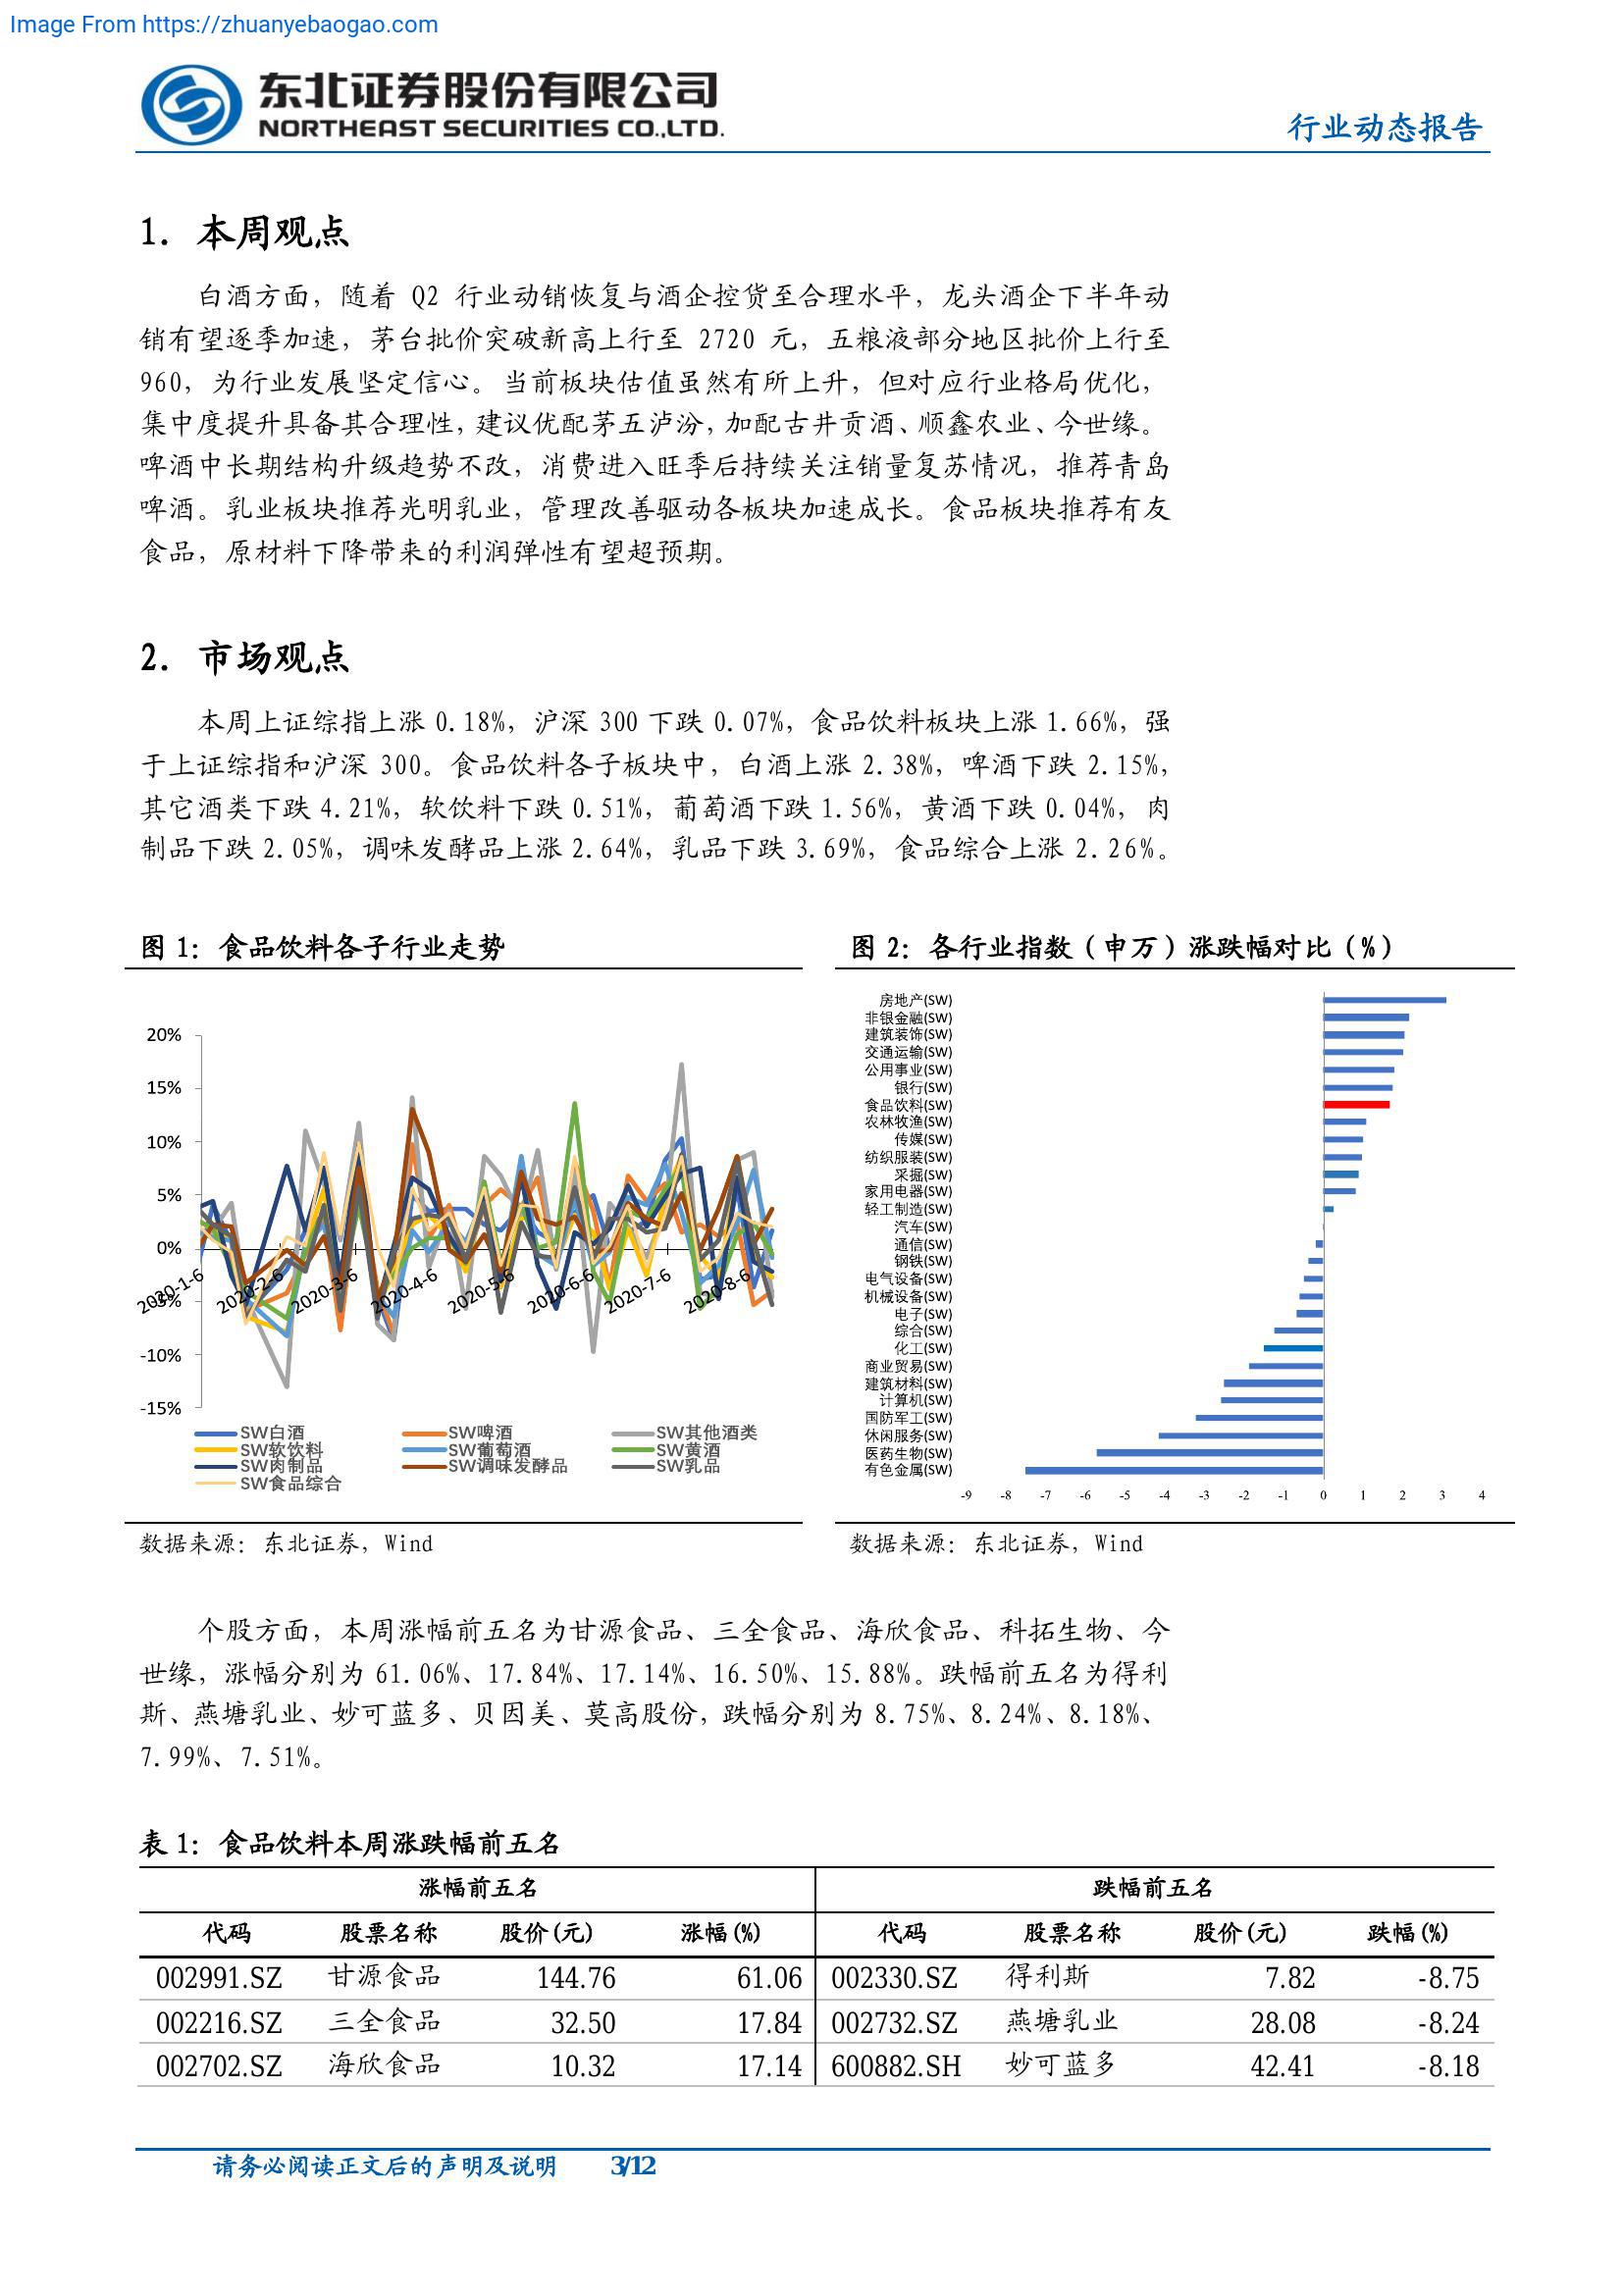 Image From https://zhuanyebaogao.com
东北证券股份有限公司
NORTHEAST SECURITIES CO.,LTD.
行业动态报告
1. 本周观点
白酒方面，随着 Q2 行业动销恢复与酒企控货至合理水平，龙头酒企下半年动
销有望逐季加速，茅台批价突破新高上行至 2720 元，五粮液部分地区批价上行至
960，为行业发展坚定信心。当前板块估值虽然有所上升，但对应行业格局优化，
集中度提升具备其合理性，建议优配茅五泸汾，加配古井贡酒、顺鑫农业、今世缘。
啤酒中长期结构升级趋势不改，消费进入旺季后持续关注销量复苏情况，推荐青岛
啤酒。乳业板块推荐光明乳业，管理改善驱动各板块加速成长。食品板块推荐有友
食品，原材料下降带来的利润弹性有望超预期。
2. 市场观点
本周上证综指上涨 0.18%，沪深 300 下跌 0.07%，食品饮料板块上涨 1.66%，强
于上证综指和沪深 300。食品饮料各子板块中，白酒上涨 2.38%，啤酒下跌 2.15%，
其它酒类下跌 4.21%，软饮料下跌 0.51%，葡萄酒下跌 1.56%，黄酒下跌 0.04%，肉
制品下跌 2.05%，调味发酵品上涨 2.64%，乳品下跌 3.69%，食品综合上涨 2.26%。
图 1：食品饮料各子行业走势
20%
15%
10%
5%
0%
-5%
-10%
-15%
2020-1-6 2020-2-6 2020-3-6 2020-4-6 2020-5-6 2020-6-6 2020-7-6 2020-8-6
SW白酒 SW啤酒 SW其他酒类
SW软饮料 SW葡萄酒 SW黄酒
SW肉制品 SW调味发酵品 SW乳品
SW食品综合
数据来源：东北证券，Wind
图 2：各行业指数（申万）涨跌幅对比（%）
房地产(SW)
非银金融(SW)
建筑装饰(SW)
交通运输(SW)
公用事业(SW)
银行(SW)
食品饮料(SW)
农林牧渔(SW)
传媒(SW)
纺织服装(SW)
采掘(SW)
家用电器(SW)
轻工制造(SW)
汽车(SW)
通信(SW)
钢铁(SW)
电气设备(SW)
机械设备(SW)
电子(SW)
综合(SW)
化工(SW)
商业贸易(SW)
建筑材料(SW)
计算机(SW)
国防军工(SW)
休闲服务(SW)
医药生物(SW)
有色金属(SW)
-9 -8 -7 -6 -5 -4 -3 -2 -1 0 1 2 3 4
数据来源：东北证券，Wind
个股方面，本周涨幅前五名为甘源食品、三全食品、海欣食品、科拓生物、今
世缘，涨幅分别为 61.06%、17.84%、17.14%、16.50%、15.88%。跌幅前五名为得利
斯、燕塘乳业、妙可蓝多、贝因美、莫高股份，跌幅分别为 8.75%、8.24%、8.18%、
7.99%、7.51%。
表 1：食品饮料本周涨跌幅前五名
涨幅前五名 跌幅前五名
代码 股票名称 股价(元) 涨幅(%) 代码 股票名称 股价(元) 跌幅(%)
002991.SZ 甘源食品 144.76 61.06 002330.SZ 得利斯 7.82 -8.75
002216.SZ 三全食品 32.50 17.84 002732.SZ 燕塘乳业 28.08 -8.24
002702.SZ 海欣食品 10.32 17.14 600882.SH 妙可蓝多 42.41 -8.18
请务必阅读正文后的声明及说明 3/12